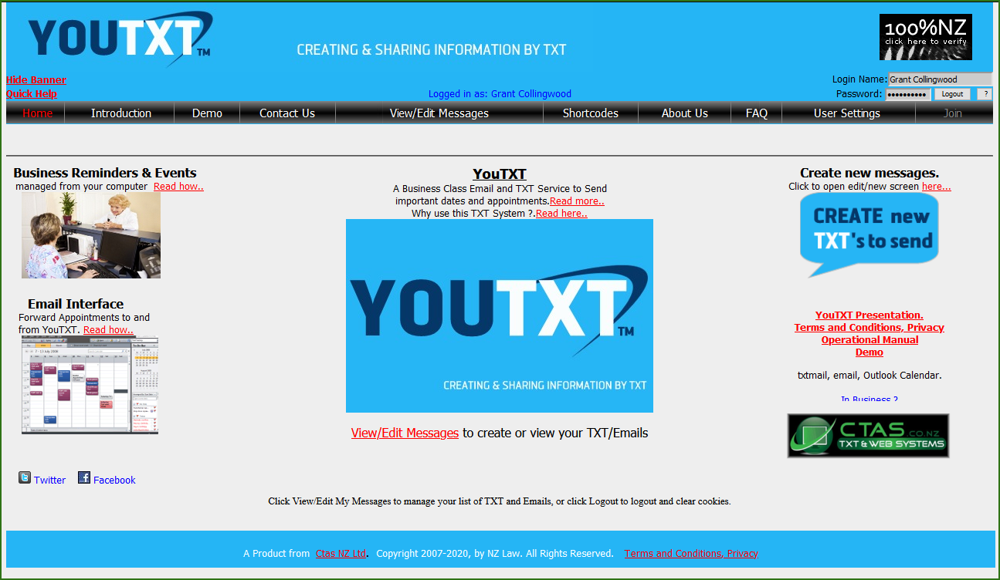 YOUTXT™
CREATING & SHARING INFORMATION BY TXT
100%NZ
click here to verify
Hide Banner
Login Name: Grant Collingwood
Quick Help
Logged in as: Grant Collingwood
Password: •••••••••• Logout ?
Home Introduction Demo Contact Us View/Edit Messages Shortcodes About Us FAQ User Settings Join
Business Reminders & Events
managed from your computer Read how..
Email Interface
Forward Appointments to and
from YouTXT. Read how..
7 - 13 July 2008
Twitter Facebook
YouTXT
A Business Class Email and TXT Service to Send
important dates and appointments.Read more..
Why use this TXT System ?.Read here..
YOUTXT™
CREATING & SHARING INFORMATION BY TXT
View/Edit Messages to create or view your TXT/Emails
Create new messages.
Click to open edit/new screen here...
CREATE new
TXT's to send
YouTXT Presentation.
Terms and Conditions, Privacy
Operational Manual
Demo
txtmail, email, Outlook Calendar.
In Business ?
CTAS.CO.NZ
TXT & WEB SYSTEMS
Click View/Edit My Messages to manage your list of TXT and Emails, or click Logout to logout and clear cookies.
A Product from Ctas NZ Ltd. Copyright 2007-2020, by NZ Law. All Rights Reserved. Terms and Conditions, Privacy